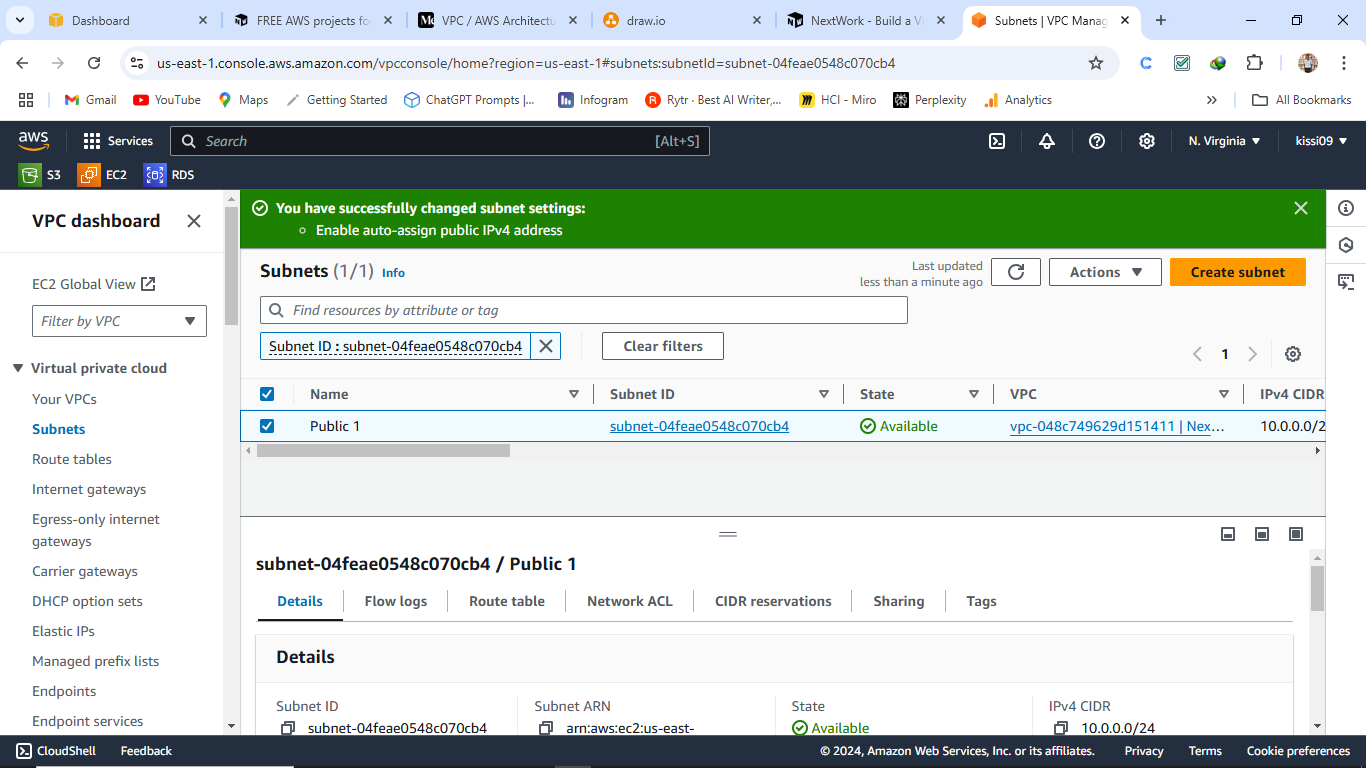 Dashboard
FREE AWS projects fo
VPC / AWS Architectu
draw.io
NextWork - Build a Vi
Subnets | VPC Manag
us-east-1.console.aws.amazon.com/vpcconsole/home?region=us-east-1#subnets:subnetId=subnet-04feae0548c070cb4
Gmail
YouTube
Maps
Getting Started
ChatGPT Prompts |...
Infogram
Rytr · Best AI Writer,...
HCI - Miro
Perplexity
Analytics
All Bookmarks
aws
Services
Search
[Alt+S]
N. Virginia
kissi09
S3
EC2
RDS
VPC dashboard
EC2 Global View
Filter by VPC
Virtual private cloud
Your VPCs
Subnets
Route tables
Internet gateways
Egress-only internet
gateways
Carrier gateways
DHCP option sets
Elastic IPs
Managed prefix lists
Endpoints
Endpoint services
You have successfully changed subnet settings:
Enable auto-assign public IPv4 address
Subnets (1/1) Info
Last updated
less than a minute ago
Actions
Create subnet
Find resources by attribute or tag
Subnet ID : subnet-04feae0548c070cb4
Clear filters
1
Name
Subnet ID
State
VPC
IPv4 CIDR
Public 1
subnet-04feae0548c070cb4
Available
vpc-048c749629d151411 | Nex...
10.0.0.0/2
subnet-04feae0548c070cb4 / Public 1
Details
Flow logs
Route table
Network ACL
CIDR reservations
Sharing
Tags
Details
Subnet ID
subnet-04feae0548c070cb4
Subnet ARN
arn:aws:ec2:us-east-
State
Available
IPv4 CIDR
10.0.0.0/24
CloudShell
Feedback
© 2024, Amazon Web Services, Inc. or its affiliates.
Privacy
Terms
Cookie preferences